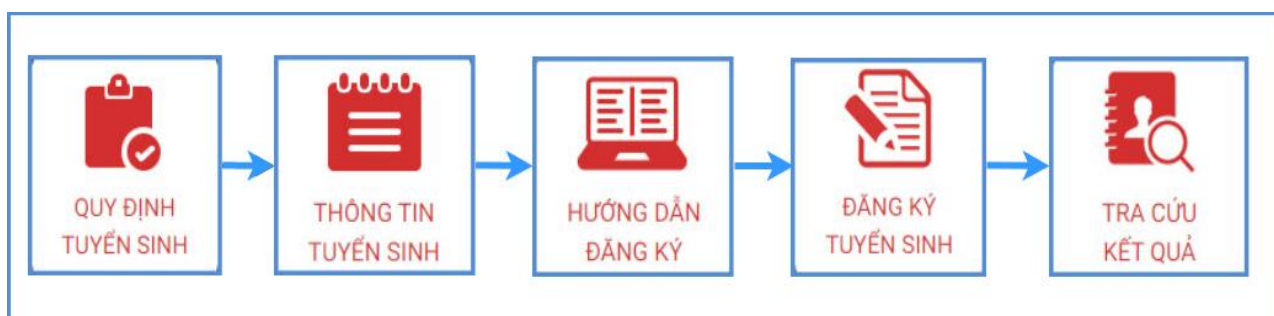 QUY ĐỊNH
TUYỂN SINH
THÔNG TIN
TUYỂN SINH
HƯỚNG DẪN
ĐĂNG KÝ
ĐĂNG KÝ
TUYỂN SINH
TRA CỨU
KẾT QUẢ